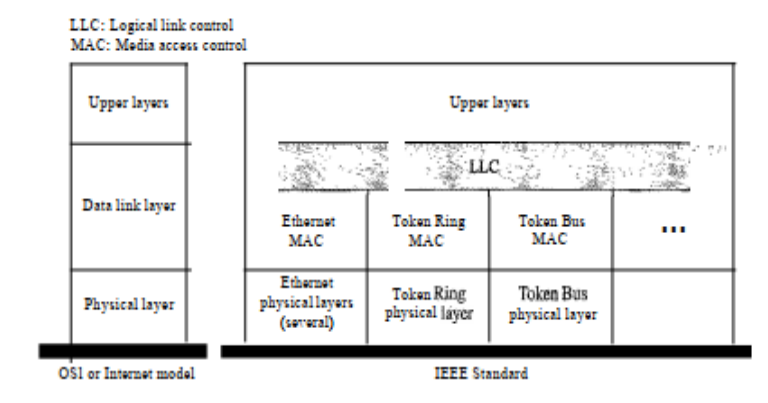 LLC: Logical link control
MAC: Media access control
Upper layers
Data link layer
Physical layer
OS1 or Internet model
Upper layers
LLC
Ethernet
MAC
Token Ring
MAC
Token Bus
MAC
...
Ethernet
physical layers
(several)
Token Ring
physical layer
Token Bus
physical layer
IEEE Standard